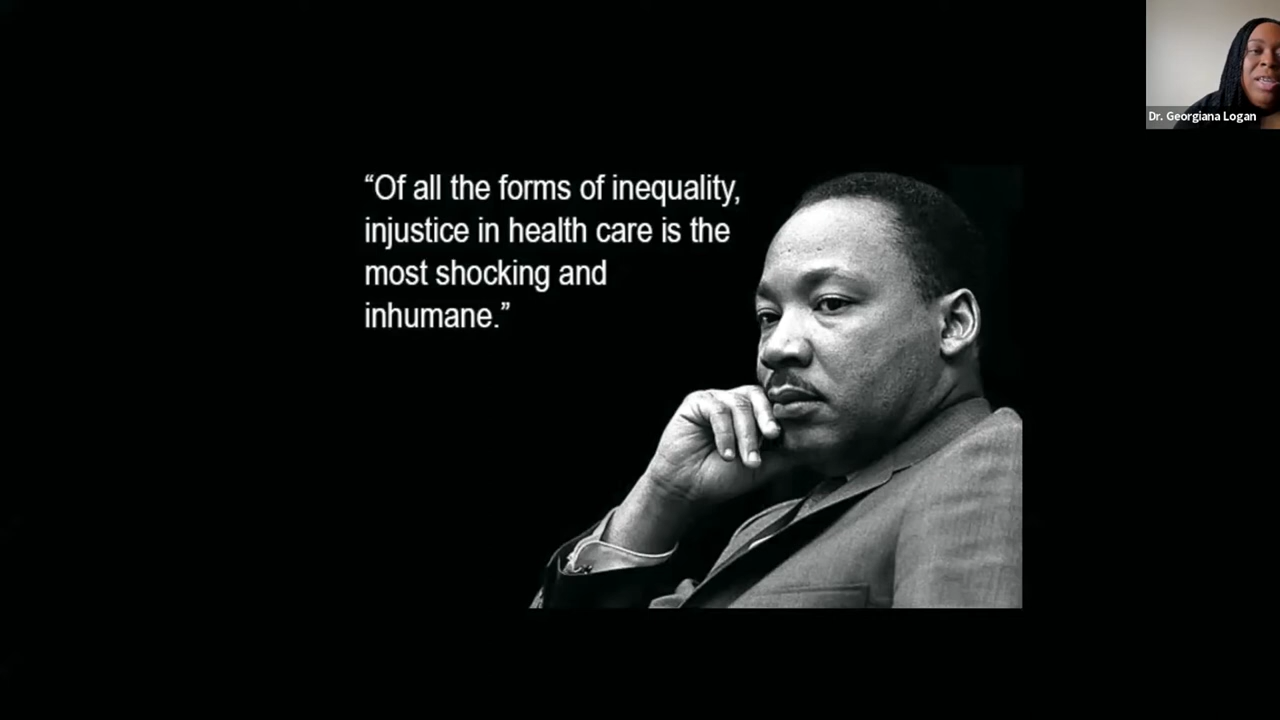 “Of all the forms of inequality,
injustice in health care is the
most shocking and
inhumane.”
Dr. Georgiana Logan